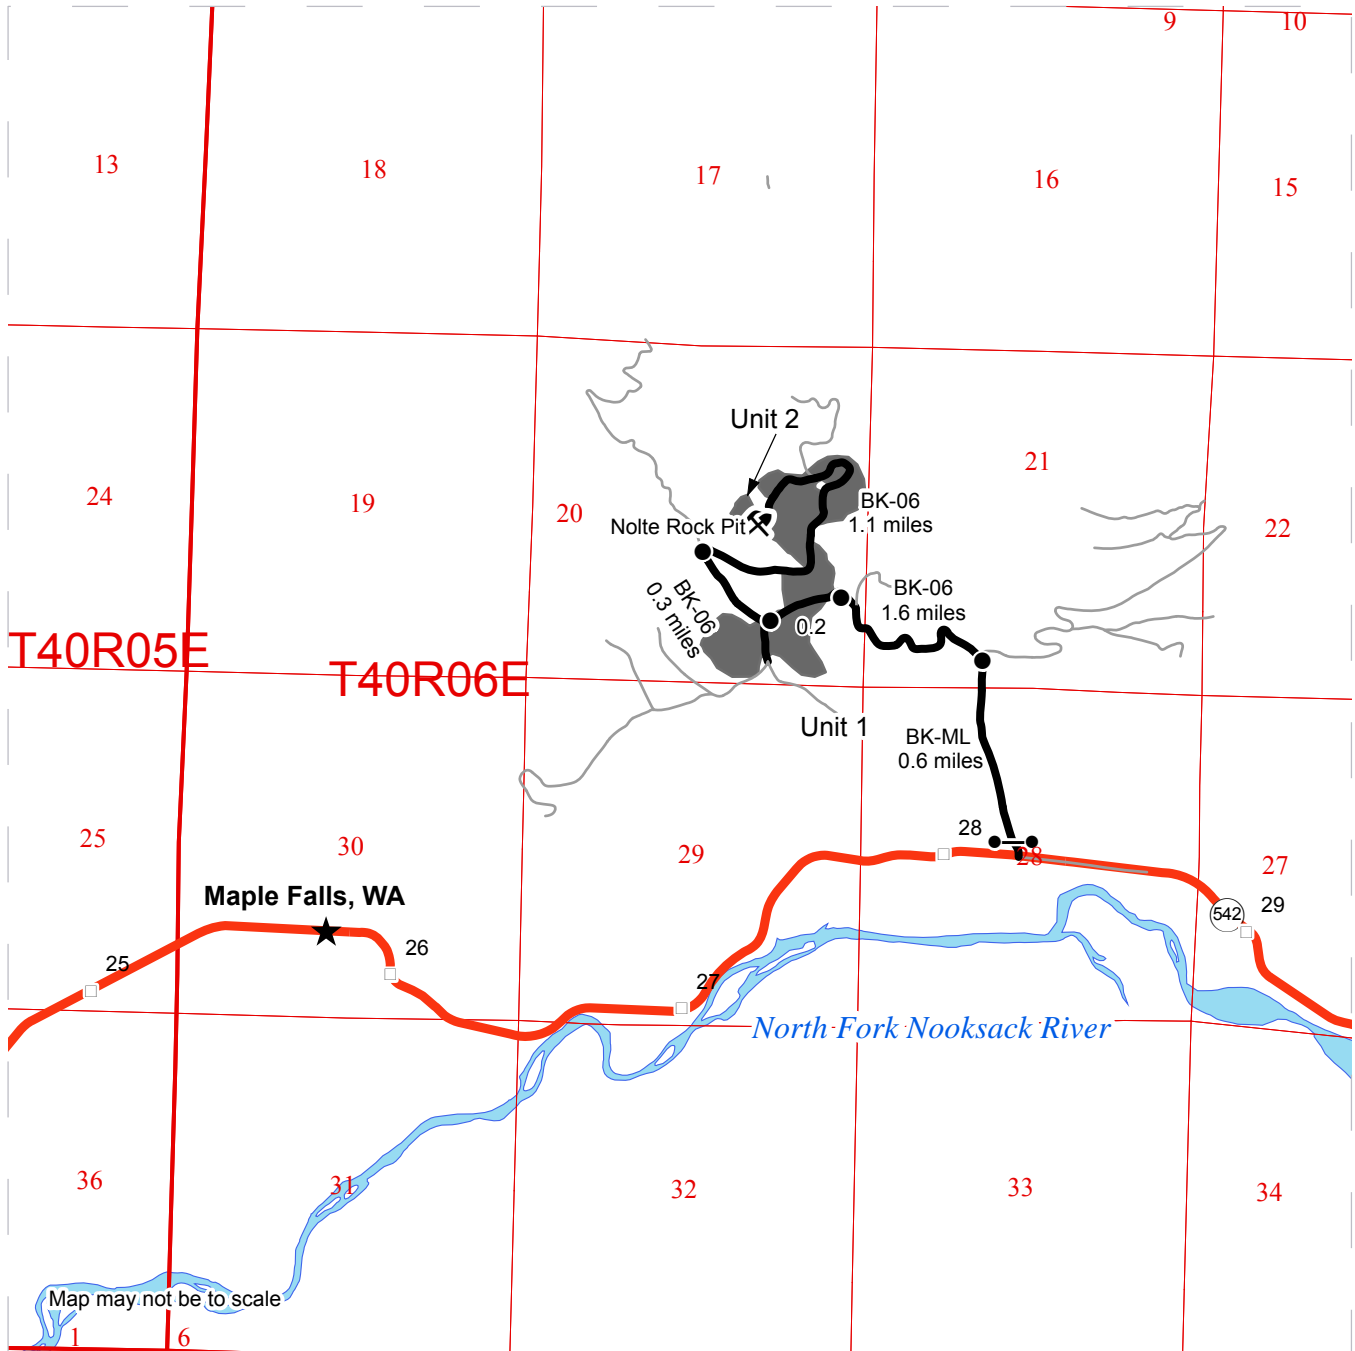 9
10
13
18
17
16
15
Unit 2
24
19
20
21
22
BK-06
1.1 miles
Nolte Rock Pit
BK-06
0.3 miles
BK-06
1.6 miles
0.2
T40R05E
T40R06E
Unit 1
BK-ML
0.6 miles
25
30
29
28
28
27
Maple Falls, WA
542
29
26
25
27
North Fork Nooksack River
36
31
32
33
34
Map may not be to scale
1
6